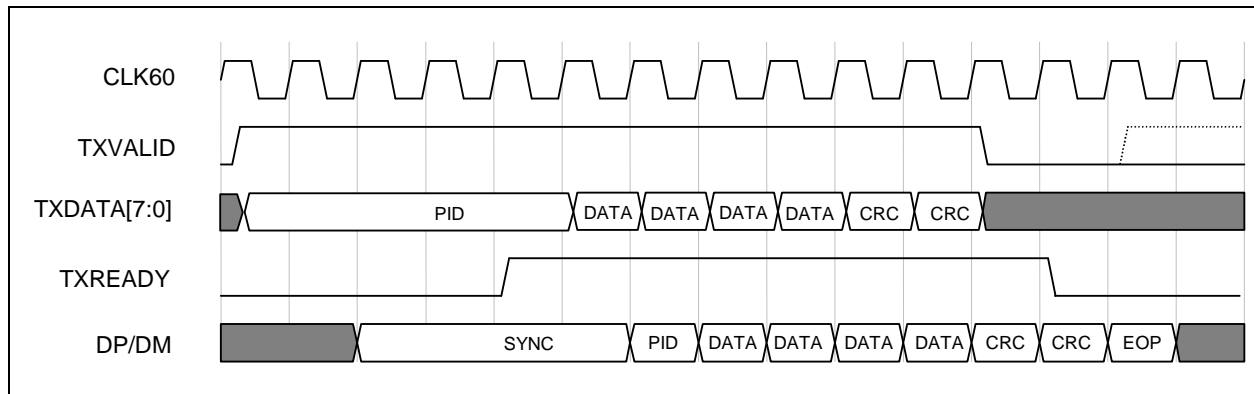 CLK60
TXVALID
TXDATA[7:0] PID DATA DATA DATA DATA CRC CRC
TXREADY
DP/DM SYNC PID DATA DATA DATA DATA CRC CRC EOP